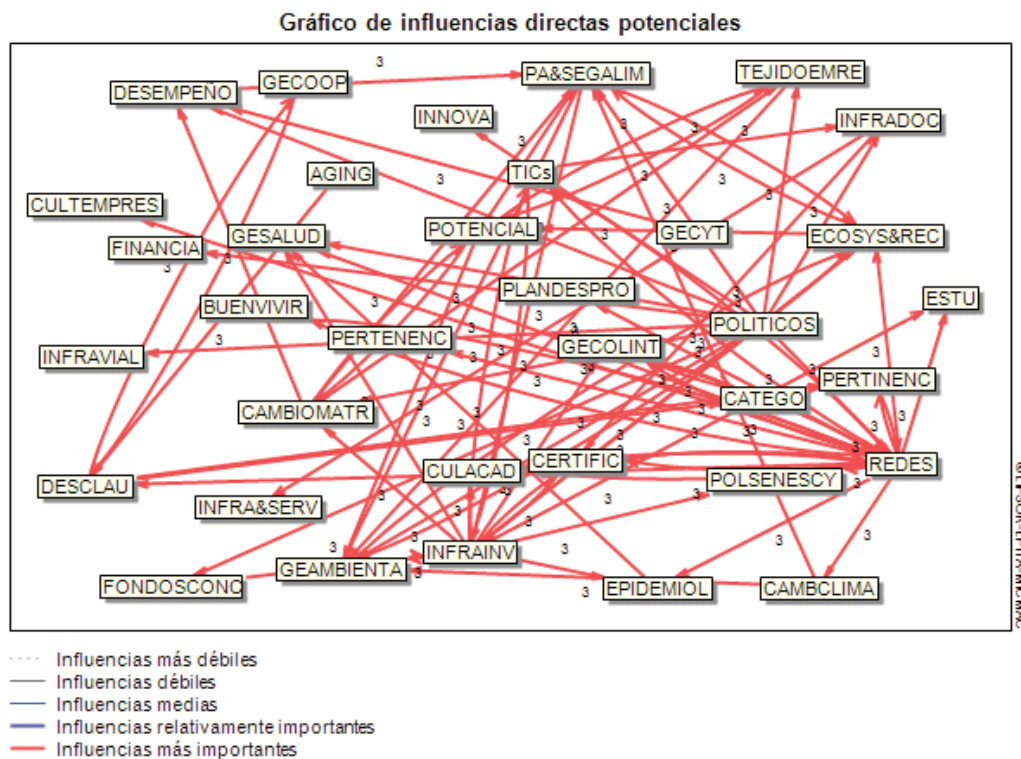 Gráfico de influencias directas potenciales
3
GECOOP
PA&SEGALIM
TEJIDOEMRE
DESEMPEÑO
INNOVA
INFRADOC
AGING
TICs
CULTEMPRES
FINANCIA
GESALUD
POTENCIAL
GECYT
ECOSYS&REC
PLANDESPRO
ESTU
BUENVIVIR
POLITICOS
PERTENENC
GECOLINT
INFRAVIAL
PERTINENC
CATEGO
CAMBIOMATR
CERTIFIC
REDES
CULACAD
POLSENESCY
DESCLAU
INFRA&SERV
INFRAINV
GEAMBIENTA
FONDOSCONC
EPIDEMIOL
CAMBCLIMA
Influencias más débiles
Influencias débiles
Influencias medias
Influencias relativamente importantes
Influencias más importantes